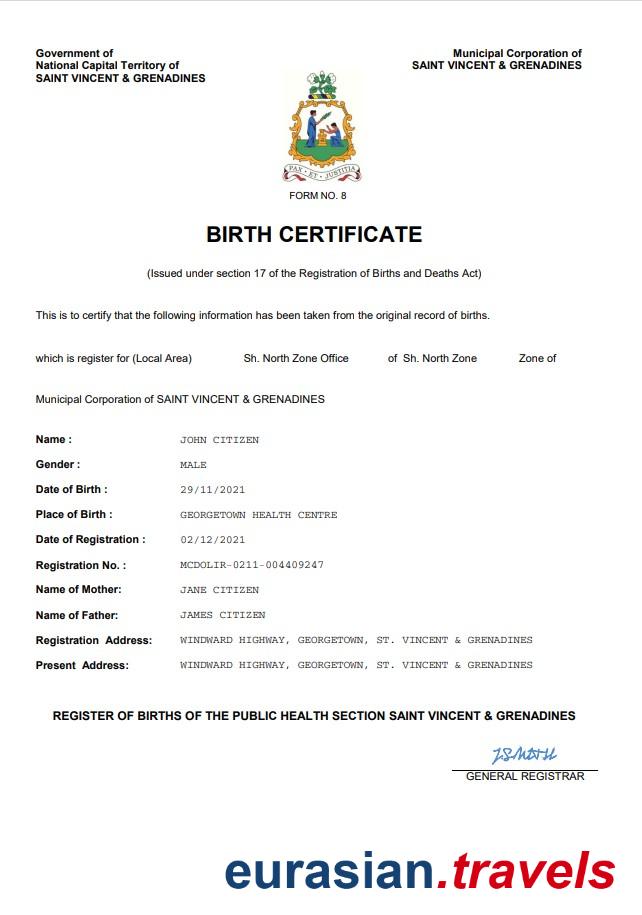 Government of
National Capital Territory of
SAINT VINCENT & GRENADINES
Municipal Corporation of
SAINT VINCENT & GRENADINES
PAX ET JUSTITIA
FORM NO. 8
BIRTH CERTIFICATE
(Issued under section 17 of the Registration of Births and Deaths Act)
This is to certify that the following information has been taken from the original record of births.
which is register for (Local Area) Sh. North Zone Office of Sh. North Zone Zone of
Municipal Corporation of SAINT VINCENT & GRENADINES
Name : JOHN CITIZEN
Gender : MALE
Date of Birth : 29/11/2021
Place of Birth : GEORGETOWN HEALTH CENTRE
Date of Registration : 02/12/2021
Registration No. : MCDOLIR-0211-004409247
Name of Mother: JANE CITIZEN
Name of Father: JAMES CITIZEN
Registration Address: WINDWARD HIGHWAY, GEORGETOWN, ST. VINCENT & GRENADINES
Present Address: WINDWARD HIGHWAY, GEORGETOWN, ST. VINCENT & GRENADINES
REGISTER OF BIRTHS OF THE PUBLIC HEALTH SECTION SAINT VINCENT & GRENADINES
GENERAL REGISTRAR
eurasian.travels